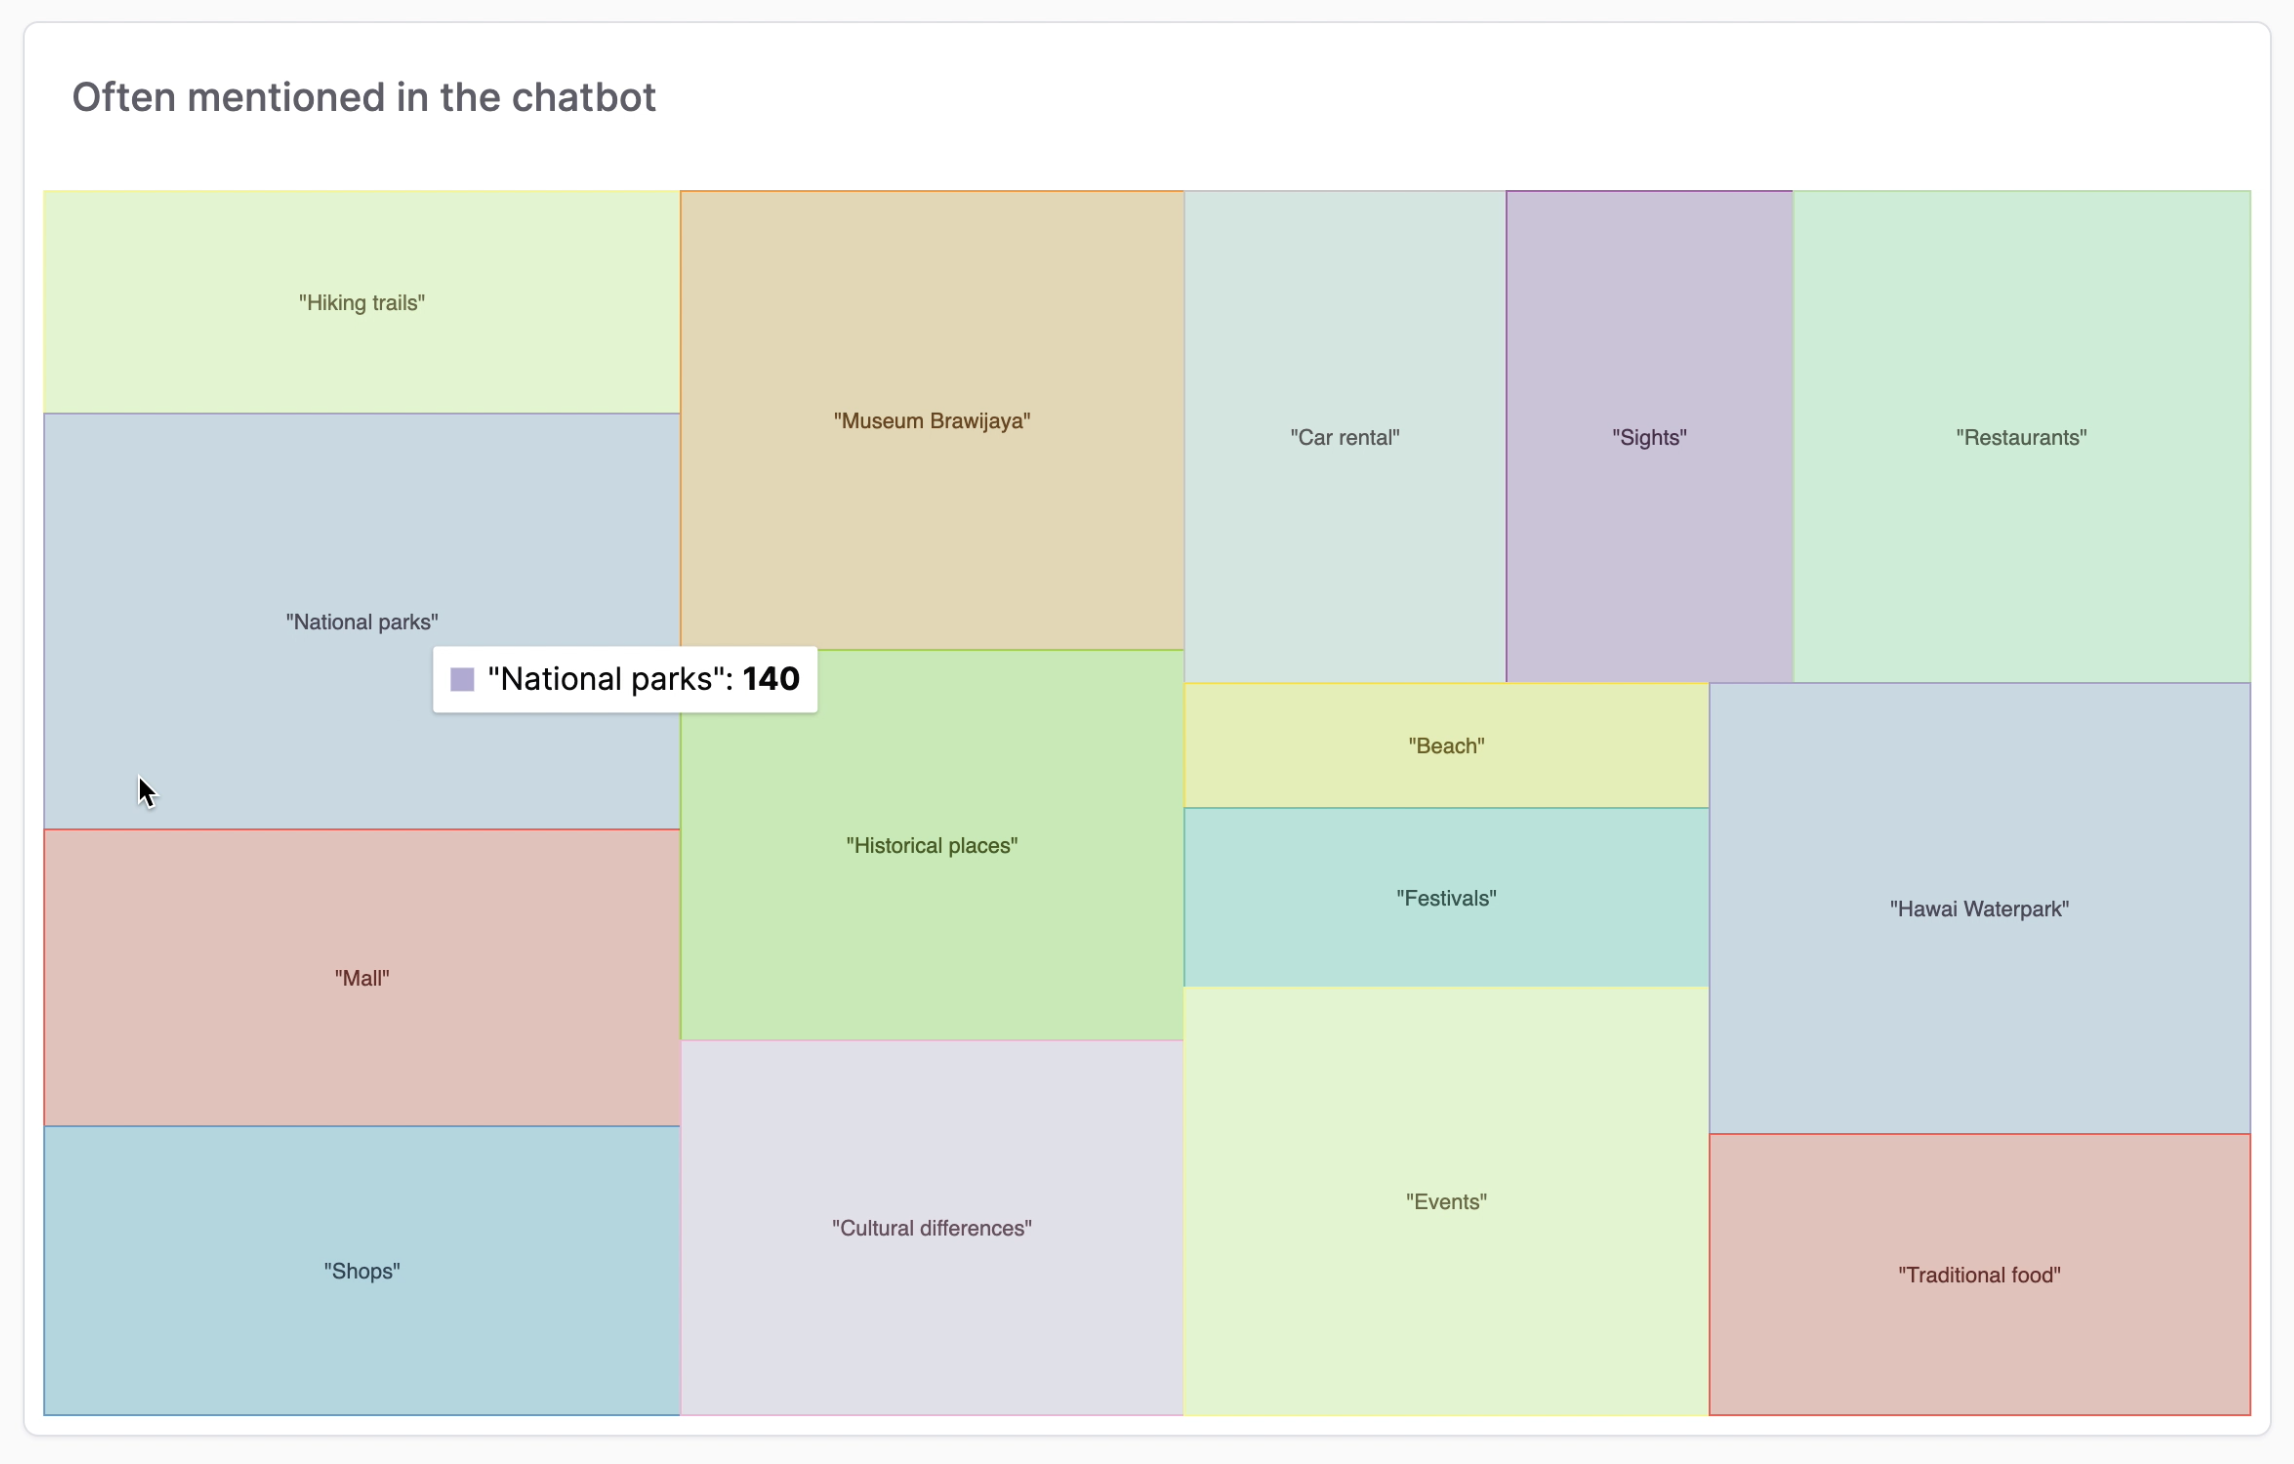 Often mentioned in the chatbot
"Hiking trails"
"National parks"
"National parks": 140
"Mall"
"Shops"
"Museum Brawijaya"
"Historical places"
"Cultural differences"
"Car rental"
"Sights"
"Restaurants"
"Beach"
"Festivals"
"Events"
"Hawai Waterpark"
"Traditional food"